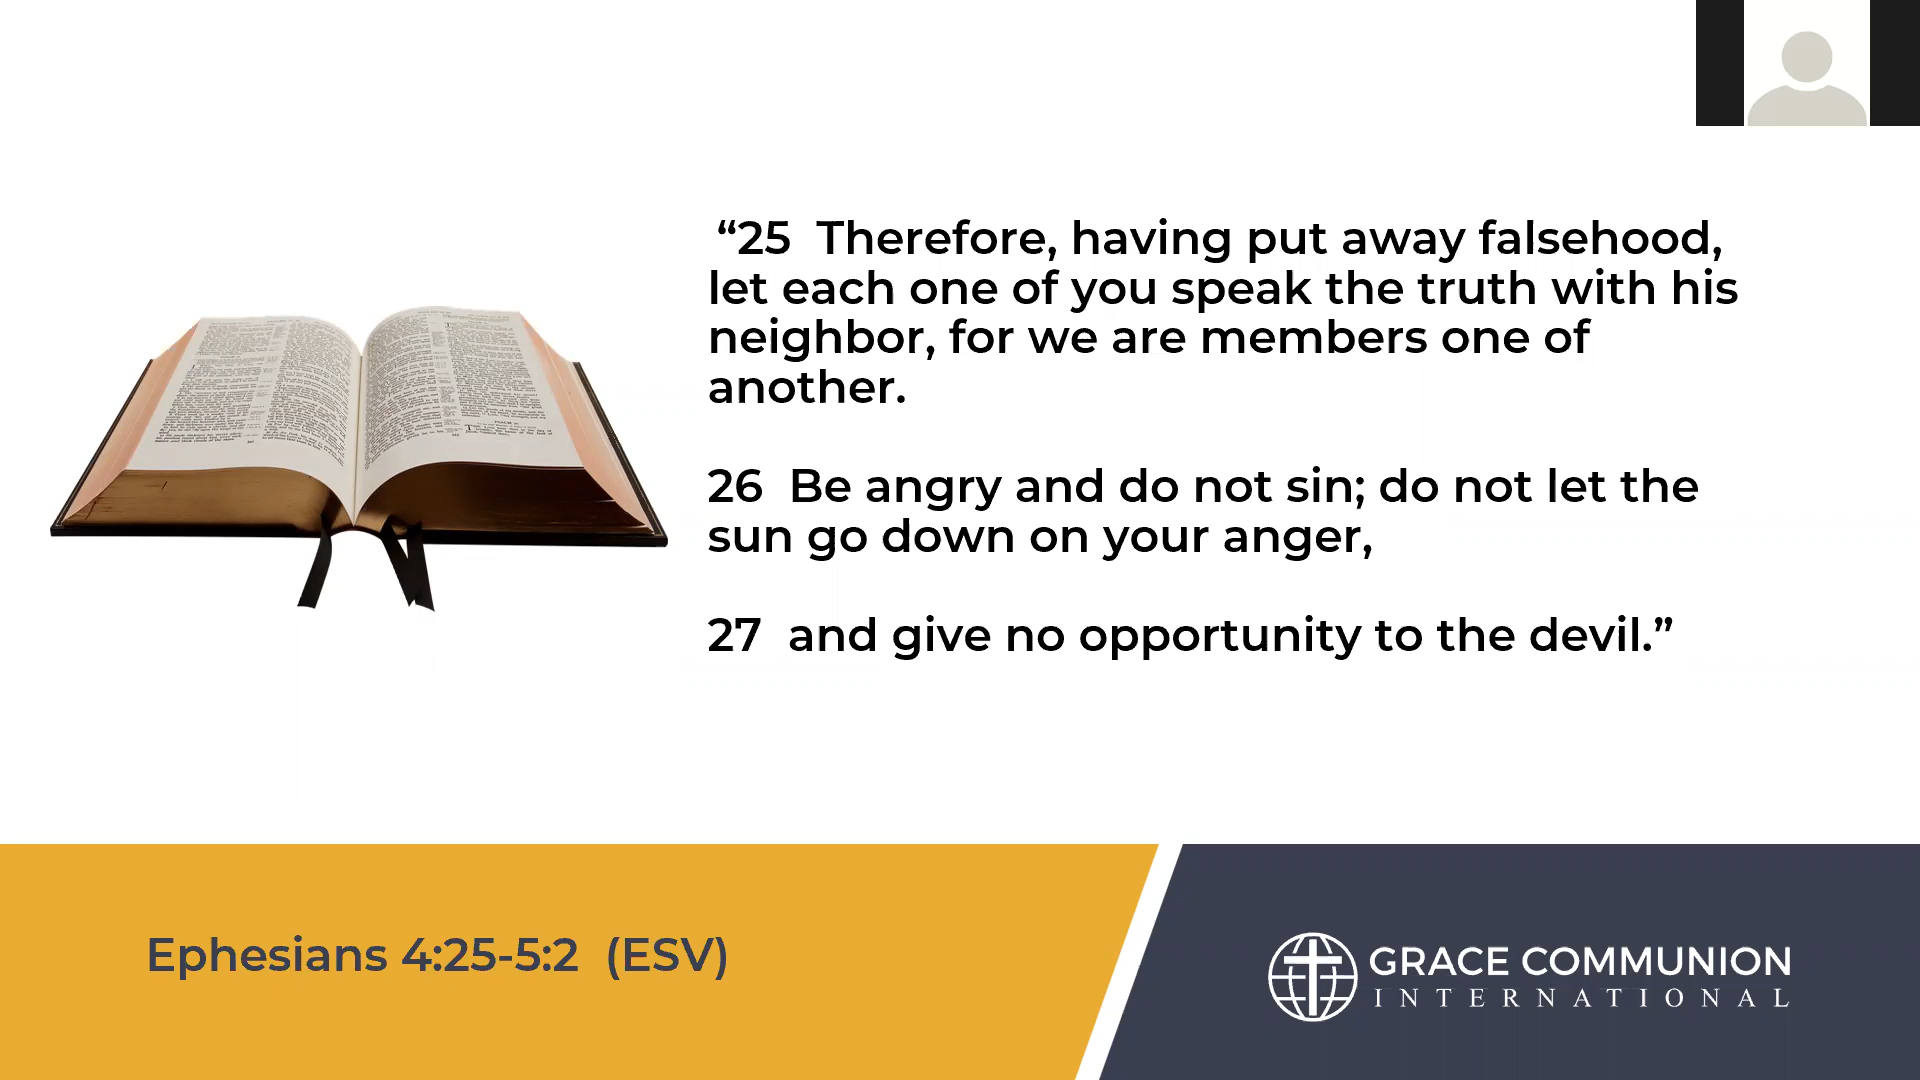 “25  Therefore, having put away falsehood,
let each one of you speak the truth with his
neighbor, for we are members one of
another.
26  Be angry and do not sin; do not let the
sun go down on your anger,
27  and give no opportunity to the devil.”
Ephesians 4:25-5:2  (ESV)
GRACE COMMUNION
INTERNATIONAL